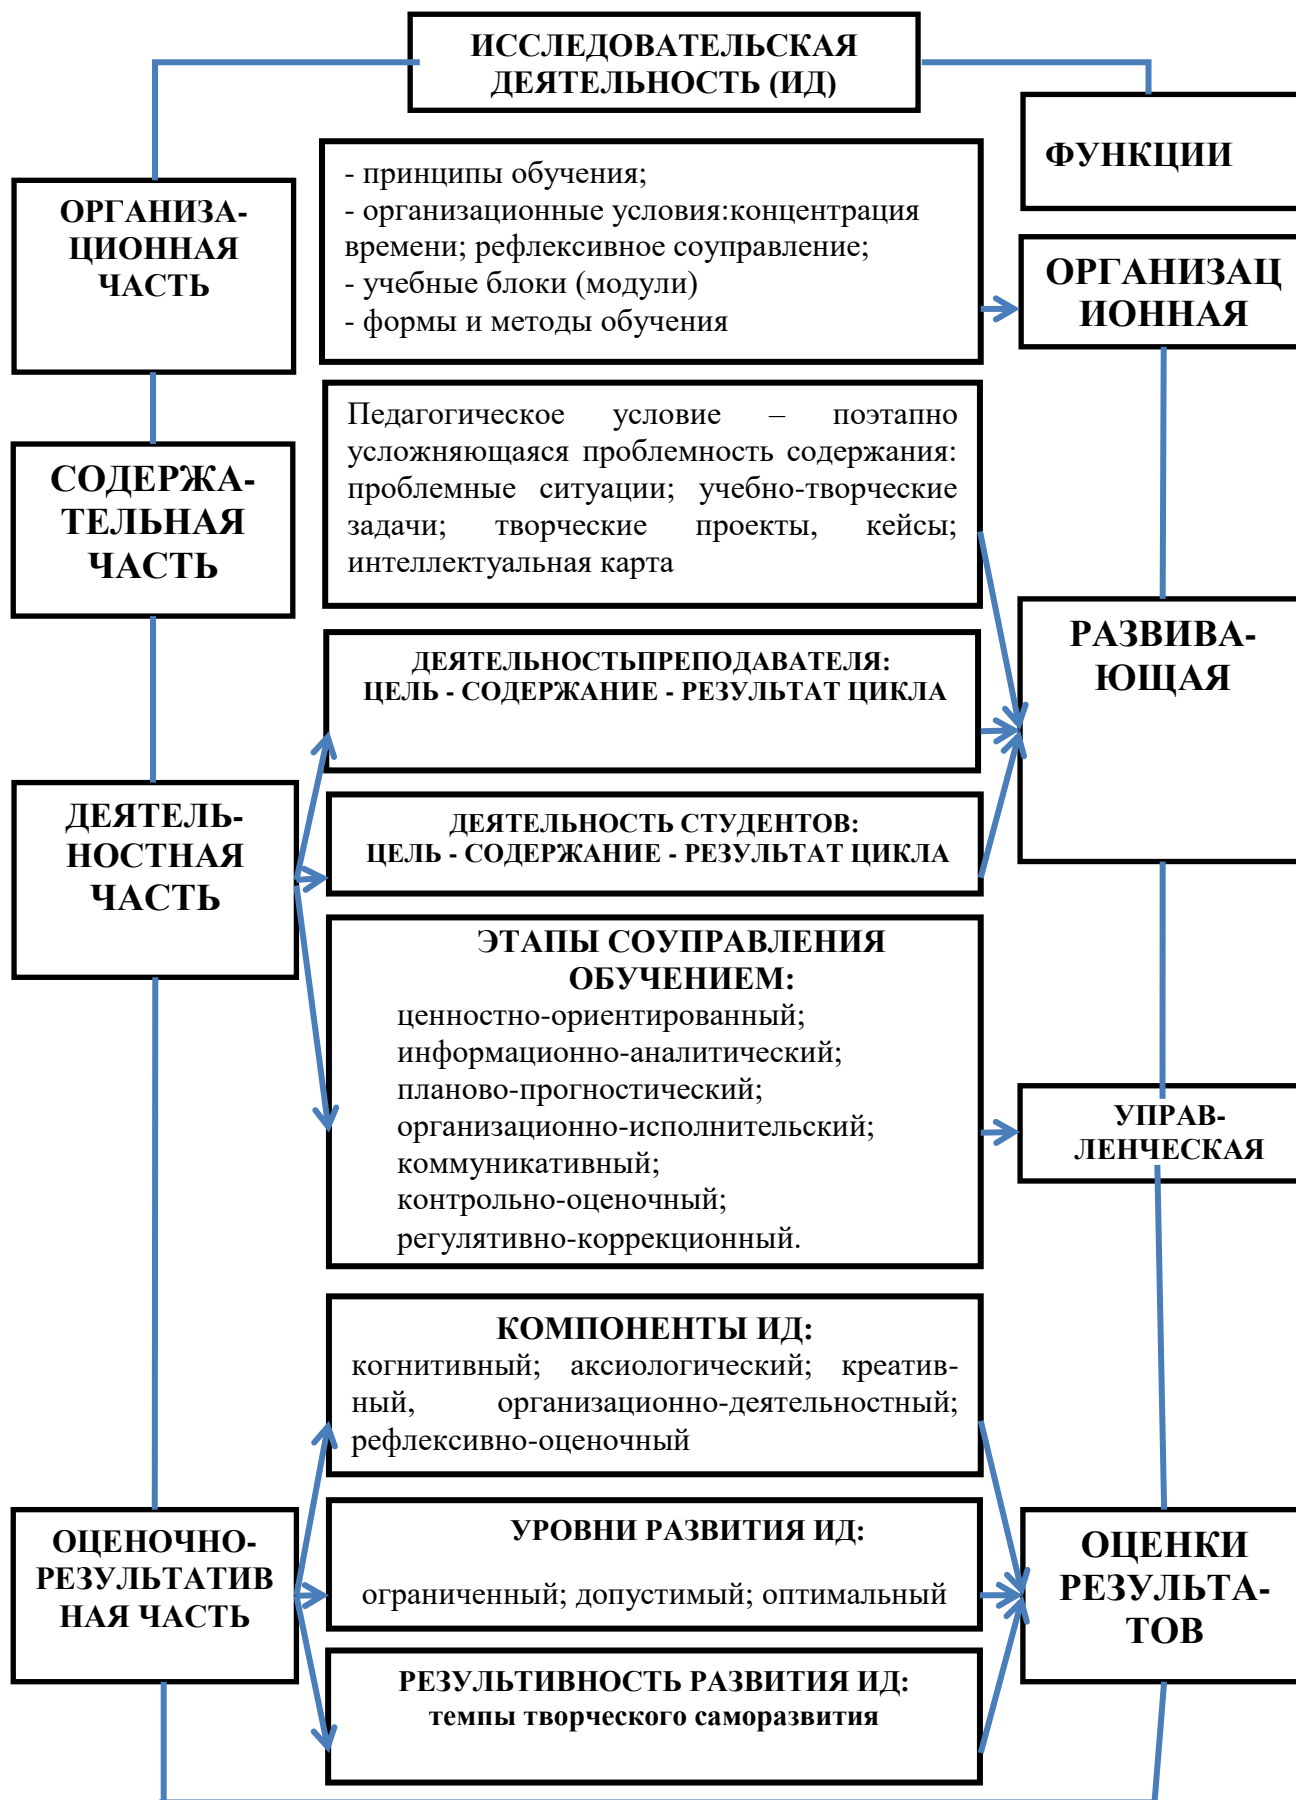 ИССЛЕДОВАТЕЛЬСКАЯ
ДЕЯТЕЛЬНОСТЬ (ИД)
ФУНКЦИИ
ОРГАНИЗА-
ЦИОННАЯ
ЧАСТЬ
- принципы обучения;
- организационные условия:концентрация
времени; рефлексивное соуправление;
- учебные блоки (модули)
- формы и методы обучения
ОРГАНИЗАЦ
ИОННАЯ
СОДЕРЖА-
ТЕЛЬНАЯ
ЧАСТЬ
Педагогическое условие – поэтапно
усложняющаяся проблемность содержания:
проблемные ситуации; учебно-творческие
задачи; творческие проекты, кейсы;
интеллектуальная карта
РАЗВИВА-
ЮЩАЯ
ДЕЯТЕЛЬНОСТЬПРЕПОДАВАТЕЛЯ:
ЦЕЛЬ - СОДЕРЖАНИЕ - РЕЗУЛЬТАТ ЦИКЛА
ДЕЯТЕЛЬ-
НОСТНАЯ
ЧАСТЬ
ДЕЯТЕЛЬНОСТЬ СТУДЕНТОВ:
ЦЕЛЬ - СОДЕРЖАНИЕ - РЕЗУЛЬТАТ ЦИКЛА
ЭТАПЫ СОУПРАВЛЕНИЯ
ОБУЧЕНИЕМ:
ценностно-ориентированный;
информационно-аналитический;
планово-прогностический;
организационно-исполнительский;
коммуникативный;
контрольно-оценочный;
регулятивно-коррекционный.
УПРАВ-
ЛЕНЧЕСКАЯ
КОМПОНЕНТЫ ИД:
когнитивный; аксиологический; креатив-
ный, организационно-деятельностный;
рефлексивно-оценочный
ОЦЕНОЧНО-
РЕЗУЛЬТАТИВ
НАЯ ЧАСТЬ
УРОВНИ РАЗВИТИЯ ИД:
ограниченный; допустимый; оптимальный
ОЦЕНКИ
РЕЗУЛЬТА-
ТОВ
РЕЗУЛЬТИВНОСТЬ РАЗВИТИЯ ИД:
темпы творческого саморазвития